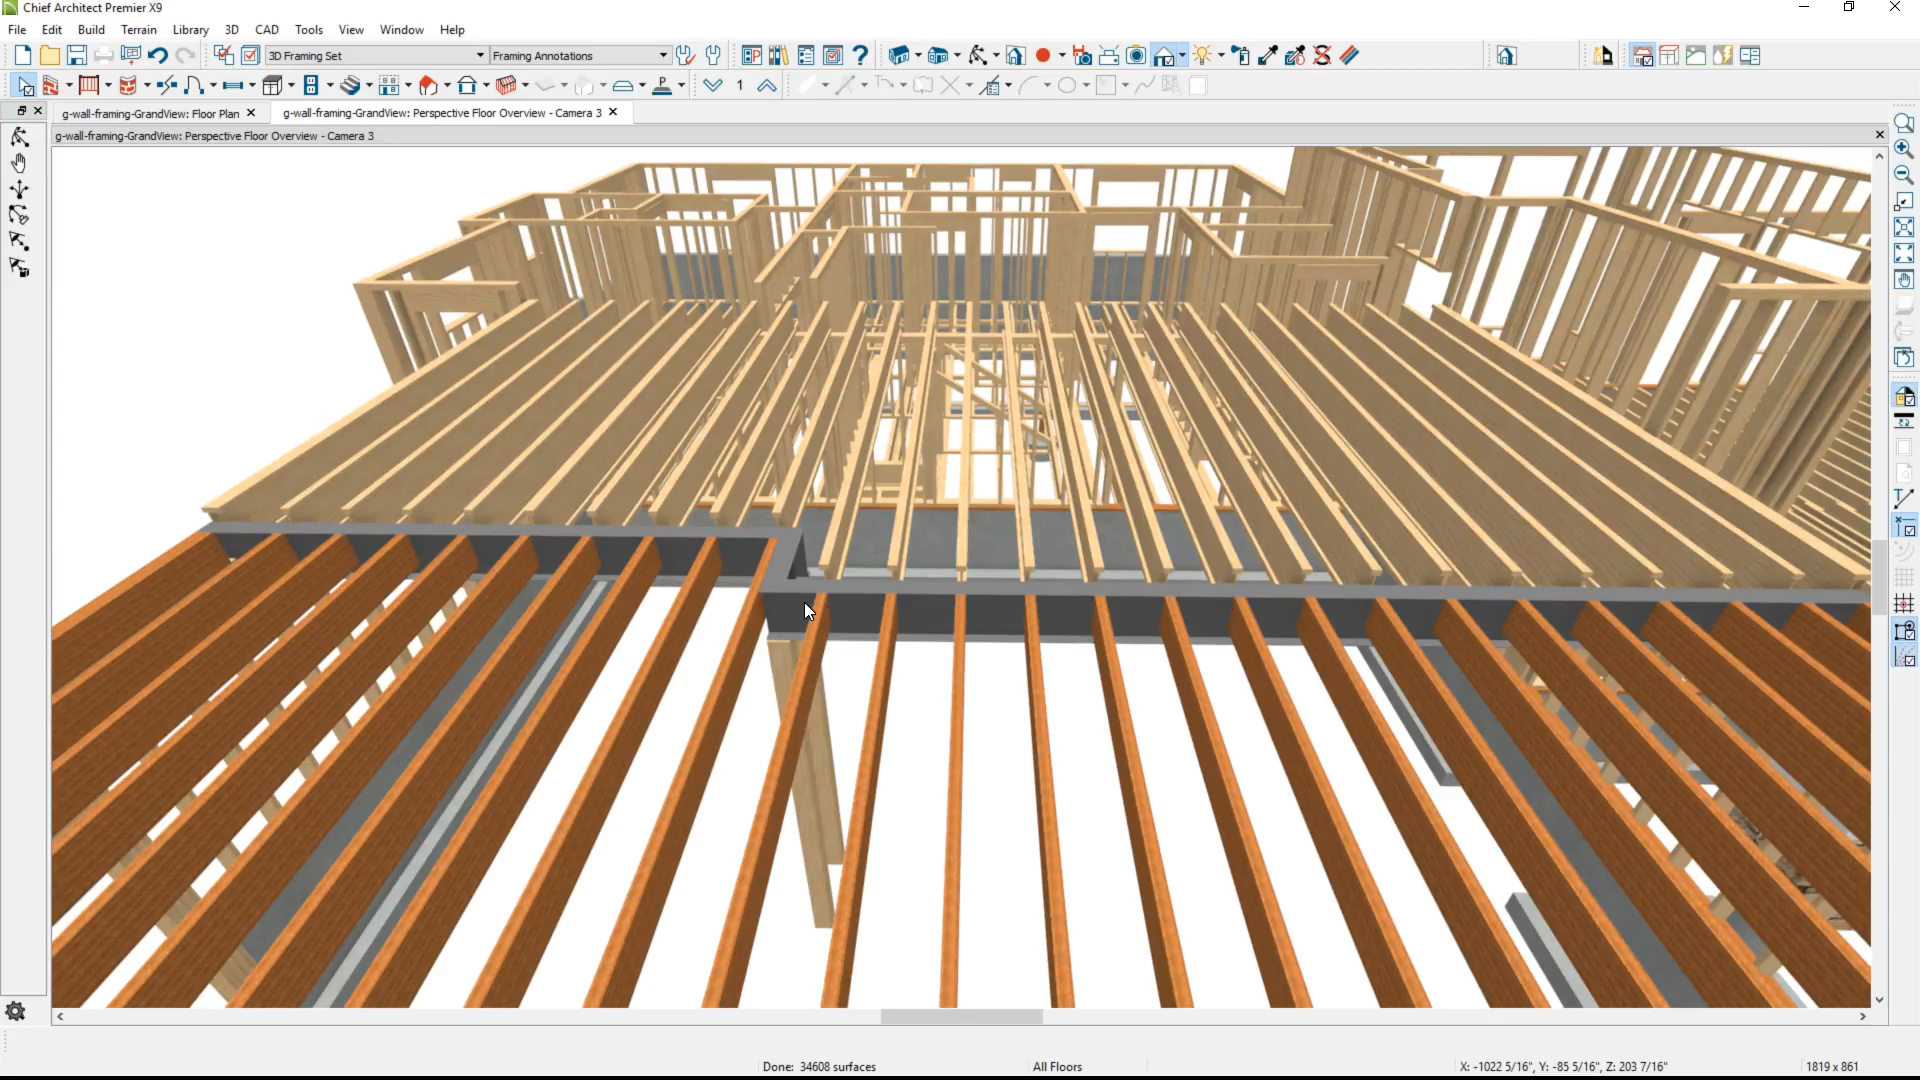 Chief Architect Premier X9
File Edit Build Terrain Library 3D CAD Tools View Window Help
3D Framing Set Framing Annotations
1
P
g-wall-framing-GrandView: Floor Plan g-wall-framing-GrandView: Perspective Floor Overview - Camera 3
g-wall-framing-GrandView: Perspective Floor Overview - Camera 3
T
Done: 34608 surfaces All Floors X: -1022 5/16", Y: -85 5/16", Z: 203 7/16" 1819 x 861